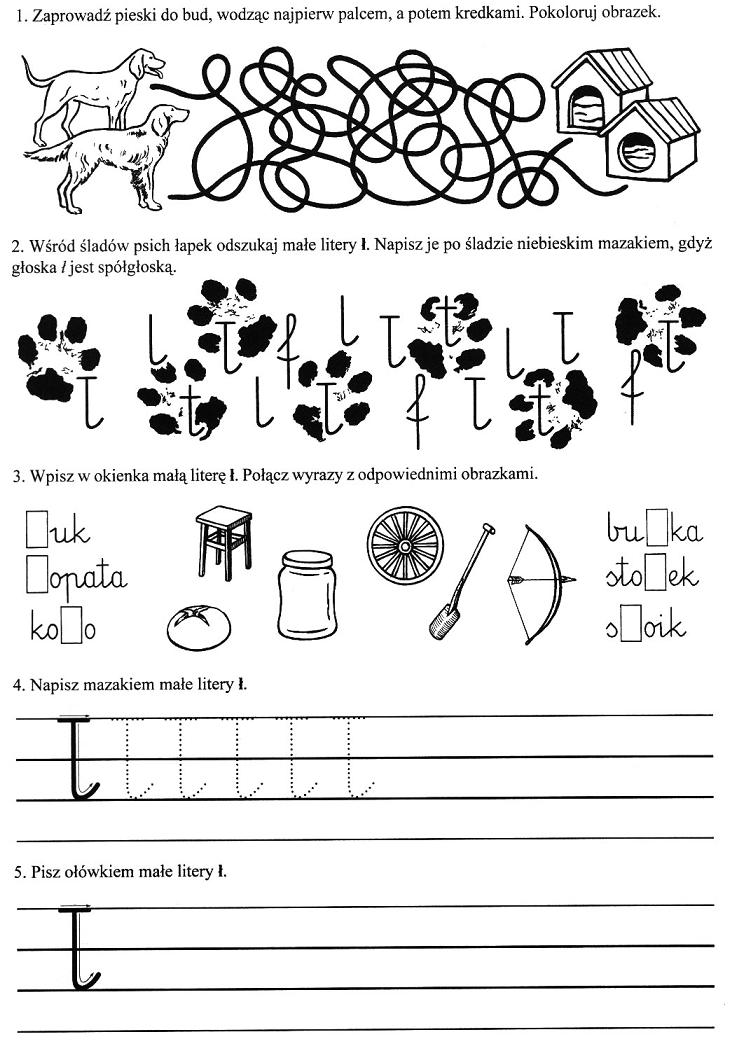 1. Zaprowadź pieski do bud, wodząc najpierw palcem, a potem kredkami. Pokoloruj obrazek.
2. Wśród śladów psich łapek odszukaj małe litery ł. Napisz je po śladzie niebieskim mazakiem, gdyż
głoska ł jest spółgłoską.
l ł f l ł t l ł f ł
ł t l ł f ł t
3. Wpisz w okienka małą literę ł. Połącz wyrazy z odpowiednimi obrazkami.
□uk
□opata
ko□o
bu□ka
sto□ek
s□oik
4. Napisz mazakiem małe litery ł.
ł ł ł ł ł ł
5. Pisz ołówkiem małe litery ł.
ł